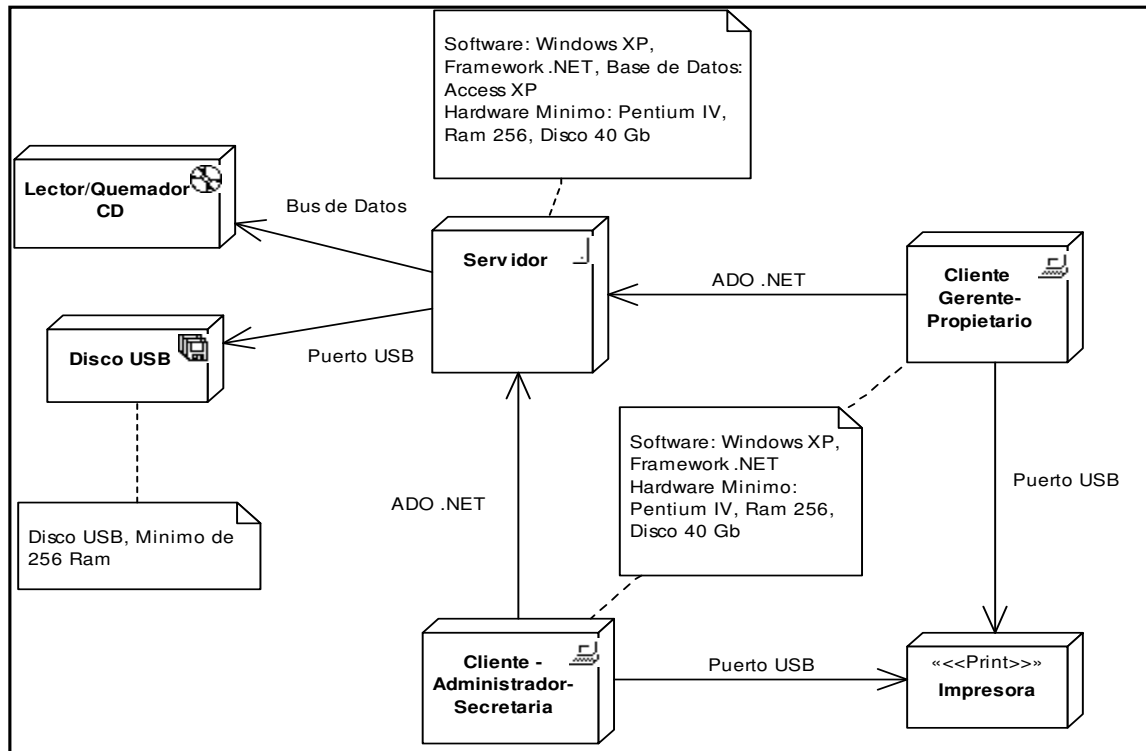 Software: Windows XP,
Framework .NET, Base de Datos:
Access XP
Hardware Minimo: Pentium IV,
Ram 256, Disco 40 Gb
Lector/Quemador
CD
Bus de Datos
Servidor
ADO .NET
Cliente
Gerente-
Propietario
Disco USB
Puerto USB
Software: Windows XP,
Framework .NET
Hardware Minimo:
Pentium IV, Ram 256,
Disco 40 Gb
Puerto USB
ADO .NET
Disco USB, Minimo de
256 Ram
Cliente -
Administrador-
Secretaria
Puerto USB
«<<Print>>»
Impresora